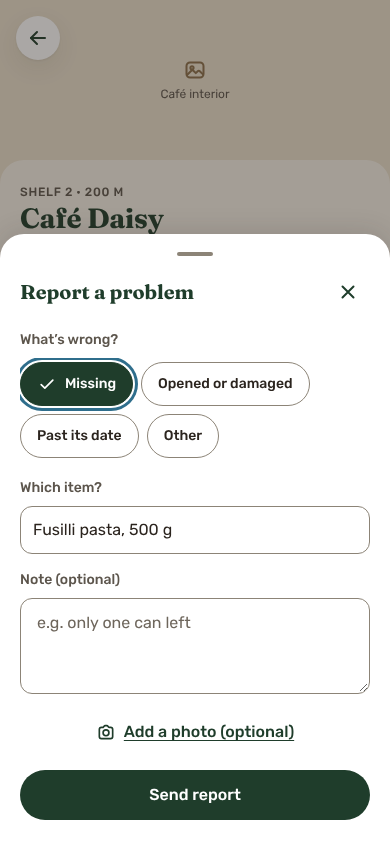 Café interior
SHELF 2 • 200 M
Café Daisy
Report a problem
What's wrong?
Missing
Opened or damaged
Past its date
Other
Which item?
Fusilli pasta, 500 g
Note (optional)
e.g. only one can left
Add a photo (optional)
Send report